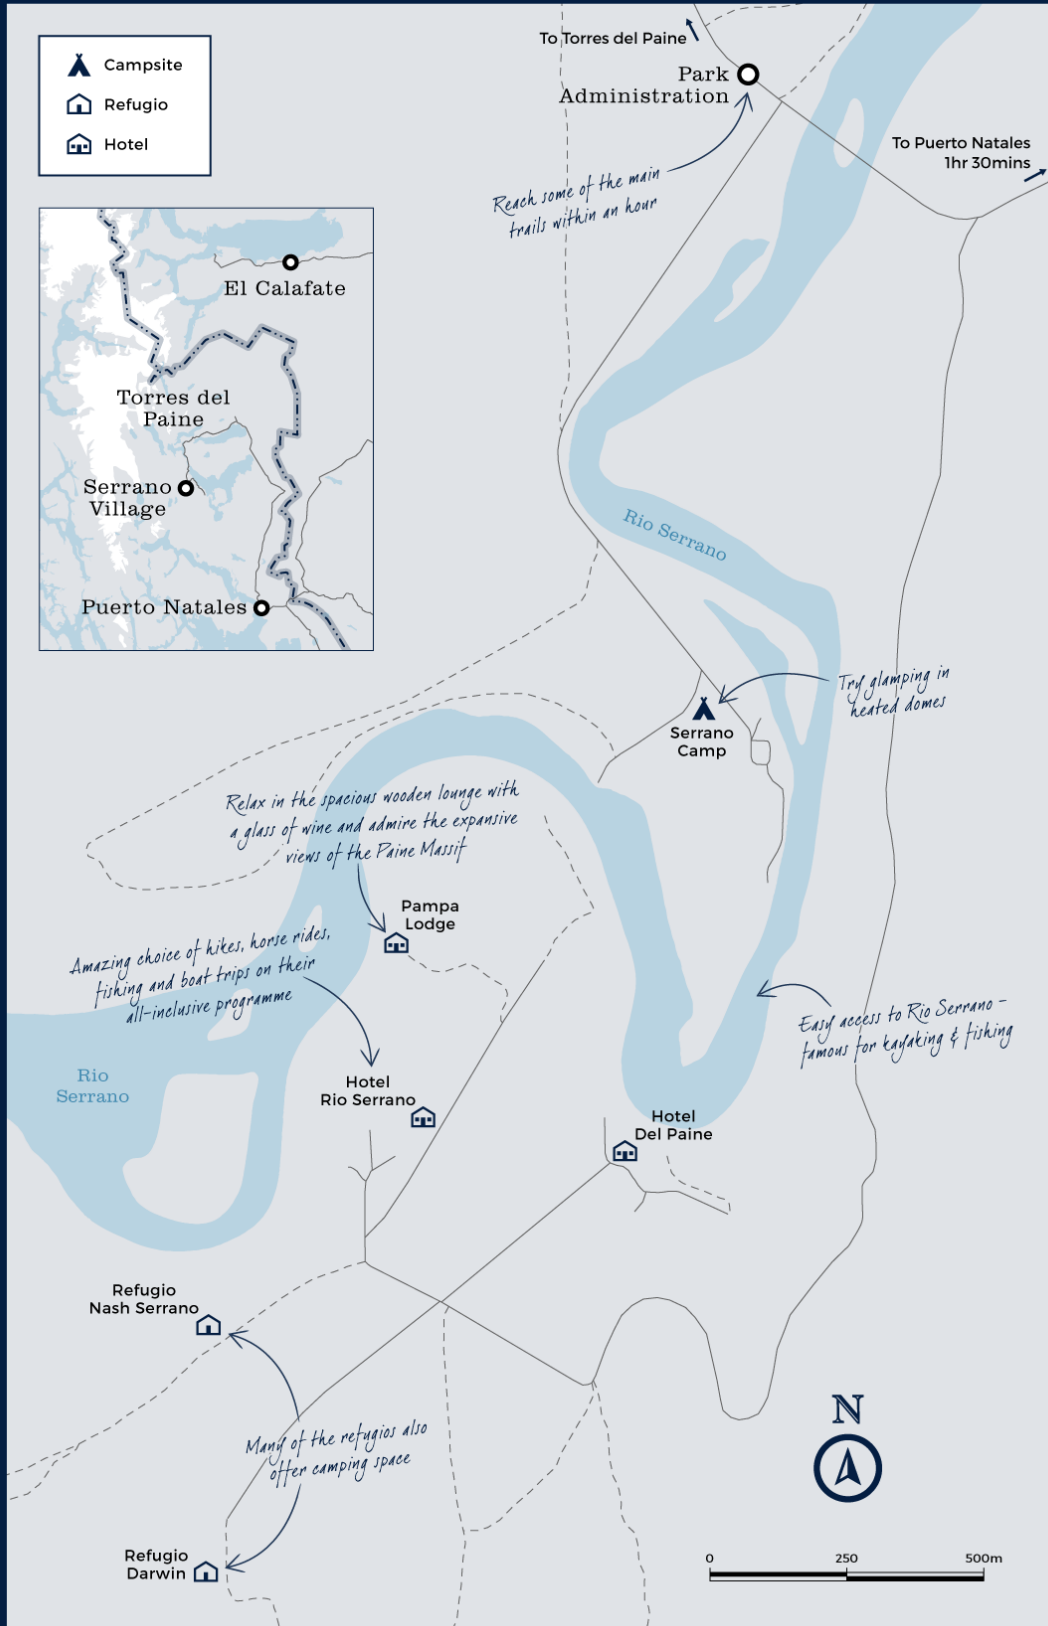 Campsite
Refugio
Hotel
To Torres del Paine
Park
Administration
To Puerto Natales
1hr 30mins
Reach some of the main
trails within an hour
El Calafate
Torres del
Paine
Serrano
Village
Puerto Natales
Rio Serrano
Try glamping in
heated domes
Serrano
Camp
Relax in the spacious wooden lounge with
a glass of wine and admire the expansive
views of the Paine Massif
Pampa
Lodge
Amazing choice of hikes, horse rides,
fishing and boat trips on their
all-inclusive programme
Easy access to Rio Serrano -
famous for kayaking & fishing
Rio
Serrano
Hotel
Rio Serrano
Hotel
Del Paine
Refugio
Nash Serrano
Many of the refugios also
offer camping space
N
Refugio
Darwin
0 250 500m